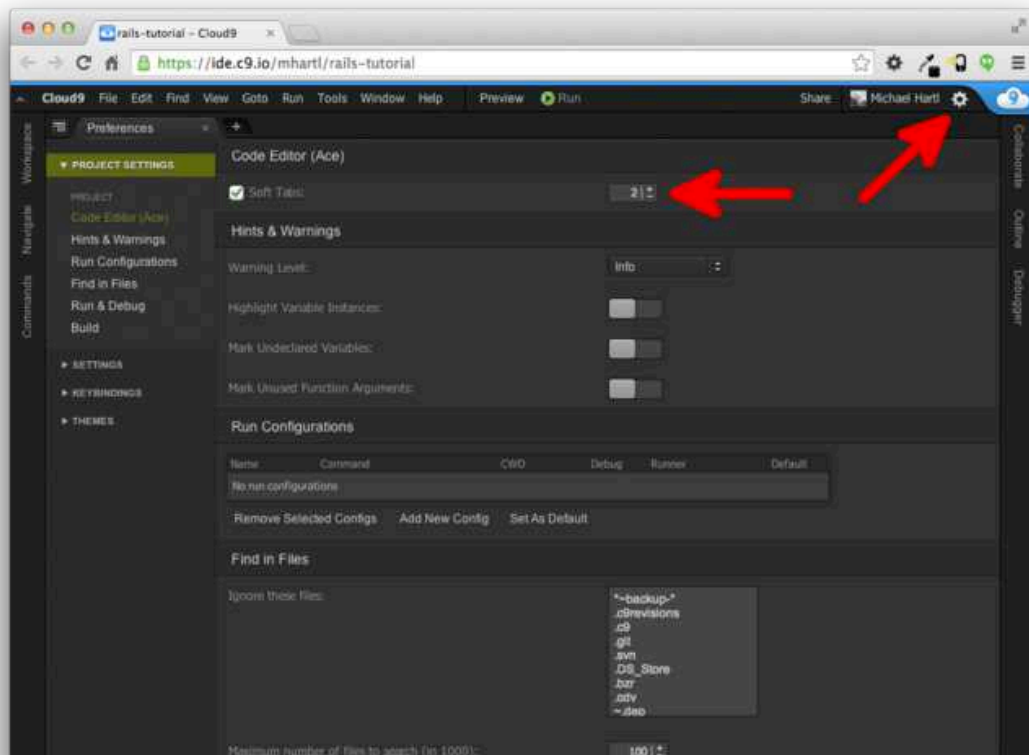 rails-tutorial - Cloud9
https://ide.c9.io/mhartl/rails-tutorial
Cloud9 File Edit Find View Goto Run Tools Window Help Preview Run Share Michael Hartl
Workspace
Navigate
Commands
Preferences
PROJECT SETTINGS
PROJECT
Code Editor (Ace)
Hints & Warnings
Run Configurations
Find in Files
Run & Debug
Build
SETTINGS
KEYBINDINGS
THEMES
Code Editor (Ace)
Soft Tabs: 2
Hints & Warnings
Warning Level: Info
Highlight Variable Instances:
Mark Undeclared Variables:
Mark Unused Function Arguments:
Run Configurations
Name Command CWD Debug Runner Default
No run configurations
Remove Selected Configs Add New Config Set As Default
Find in Files
Ignore these files:
*~backup-*
.c9revisions
.c9
.git
.svn
.DS_Store
.bzr
.cdv
~.dep
Maximum number of files to search (in 1000): 100
Collaborate
Outline
Debugger